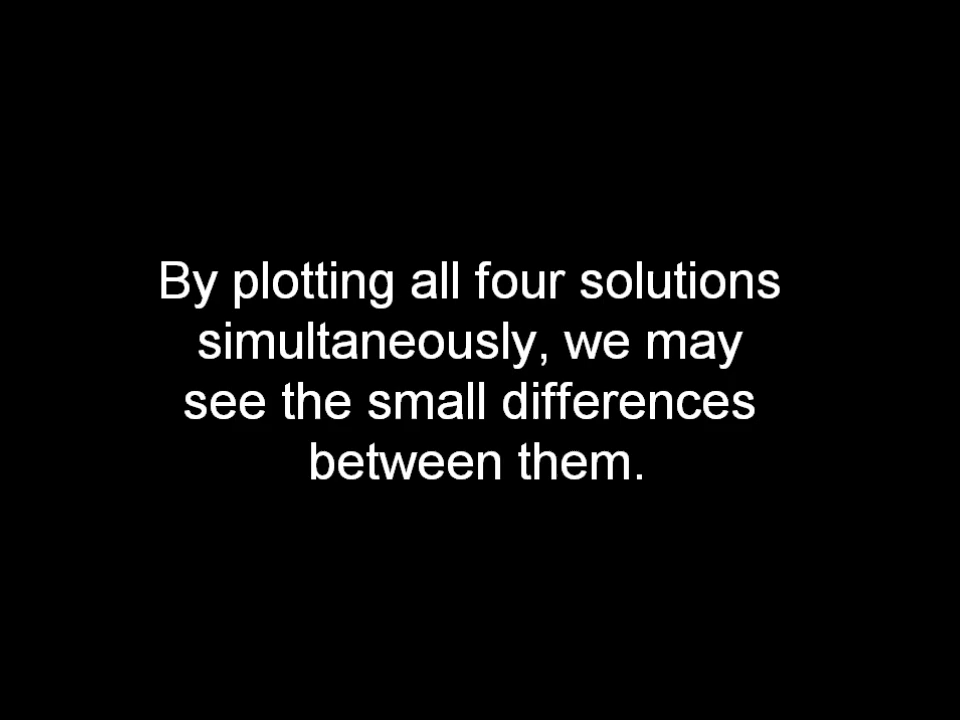 By plotting all four solutions
simultaneously, we may
see the small differences
between them.